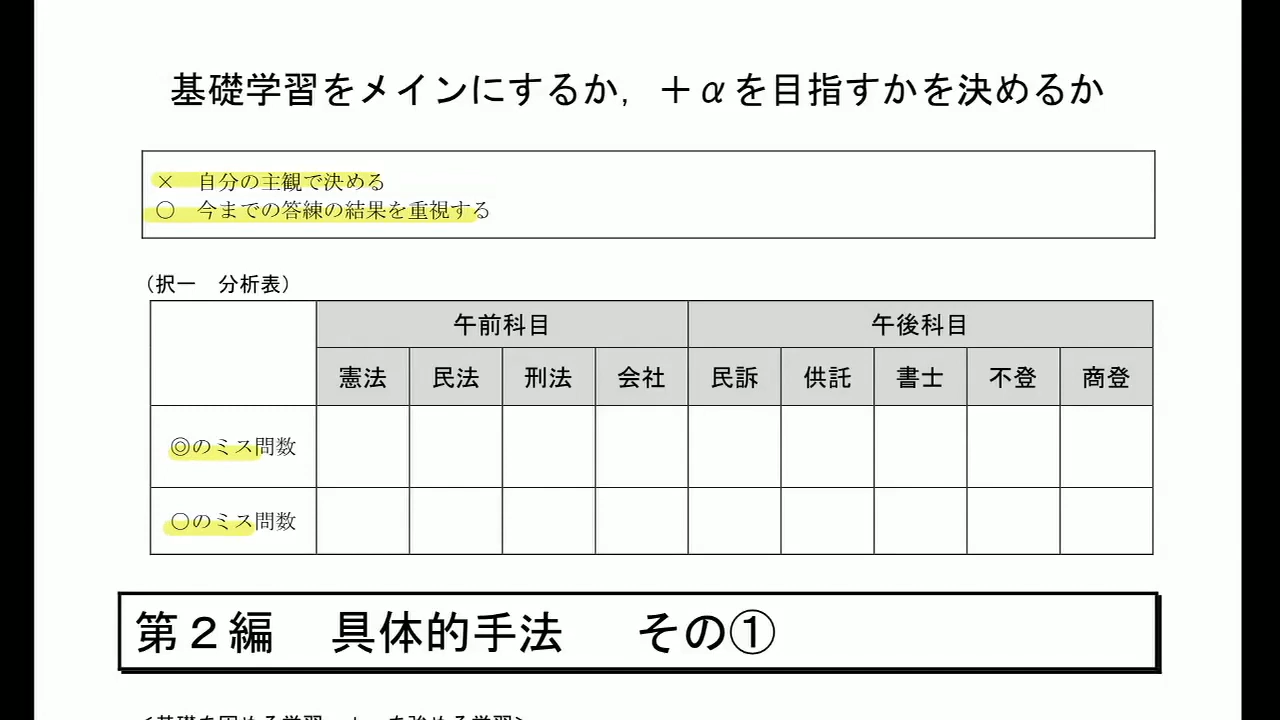 基礎学習をメインにするか，＋αを目指すかを決めるか
×　自分の主観で決める
○　今までの答練の結果を重視する
（択一　分析表）
午前科目　午後科目
憲法　民法　刑法　会社　民訴　供託　書士　不登　商登
◎のミス問数
○のミス問数
第２編　具体的手法　その①